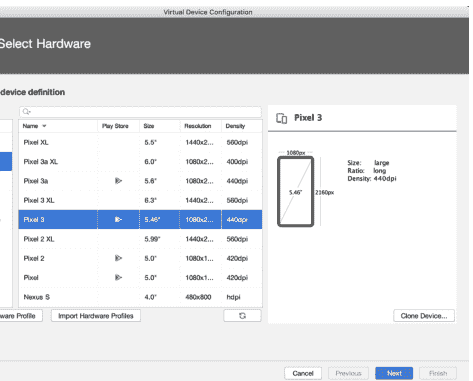 Virtual Device Configuration
Select Hardware
device definition
Name Play Store Size Resolution Density
Pixel XL 5.5" 1440x2... 560dpi
Pixel 3a XL 6.0" 1080x2... 400dpi
Pixel 3a 5.6" 1080x2... 440dpi
Pixel 3 XL 6.3" 1440x2... 560dpi
Pixel 3 5.46" 1080x2... 440dpi
Pixel 2 XL 5.99" 1440x2... 560dpi
Pixel 2 5.0" 1080x1... 420dpi
Pixel 5.0" 1080x1... 420dpi
Nexus S 4.0" 480x800 hdpi
ware Profile Import Hardware Profiles
Pixel 3
1080px
5.46"
2160px
Size: large
Ratio: long
Density: 440dpi
Clone Device...
Cancel Previous Next Finish